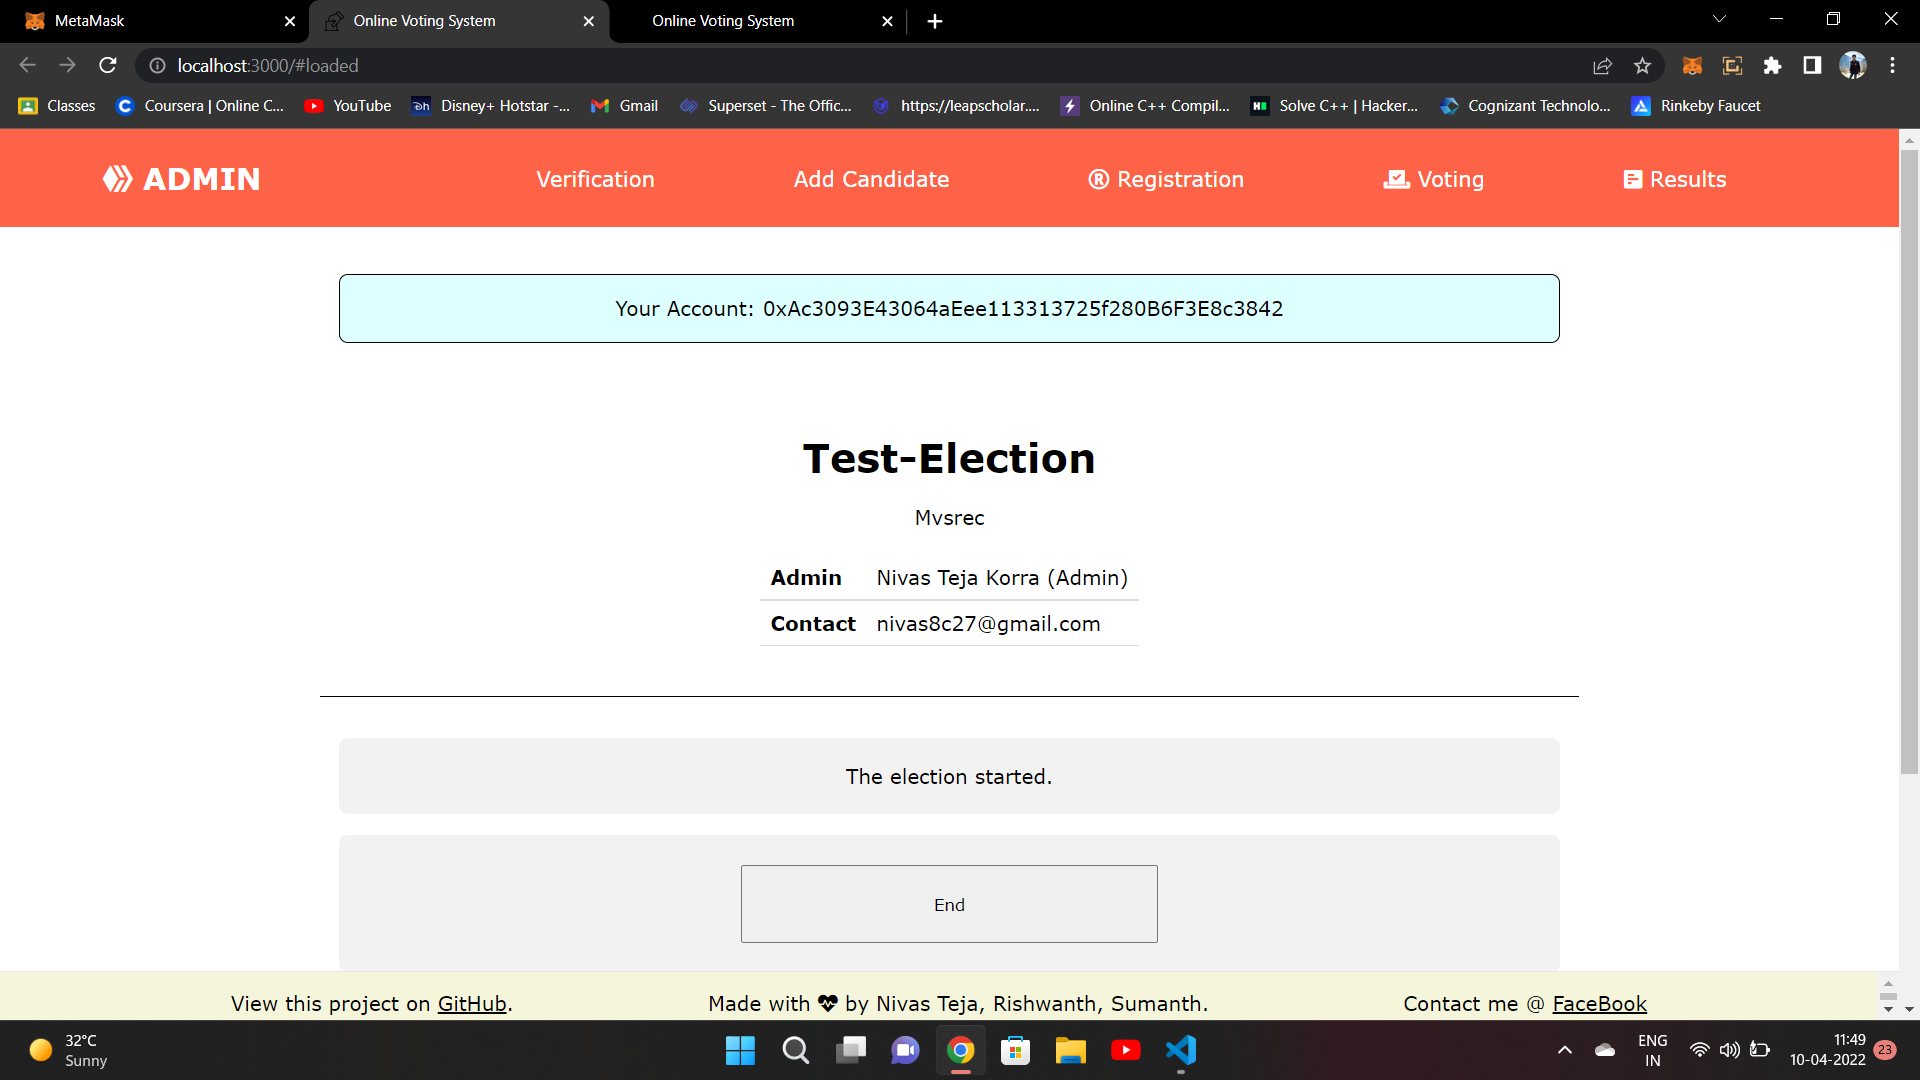 MetaMask
Online Voting System
Online Voting System
localhost:3000/#loaded
Classes
Coursera | Online C...
YouTube
Disney+ Hotstar -...
Gmail
Superset - The Offic...
https://leapscholar....
Online C++ Compil...
Solve C++ | Hacker...
Cognizant Technolo...
Rinkeby Faucet
ADMIN
Verification
Add Candidate
Registration
Voting
Results
Your Account: 0xAc3093E43064aEee113313725f280B6F3E8c3842
Test-Election
Mvsrec
Admin Nivas Teja Korra (Admin)
Contact nivas8c27@gmail.com
The election started.
End
View this project on GitHub.
Made with by Nivas Teja, Rishwanth, Sumanth.
Contact me @ FaceBook
32°C
Sunny
ENG
IN
11:49
10-04-2022
23